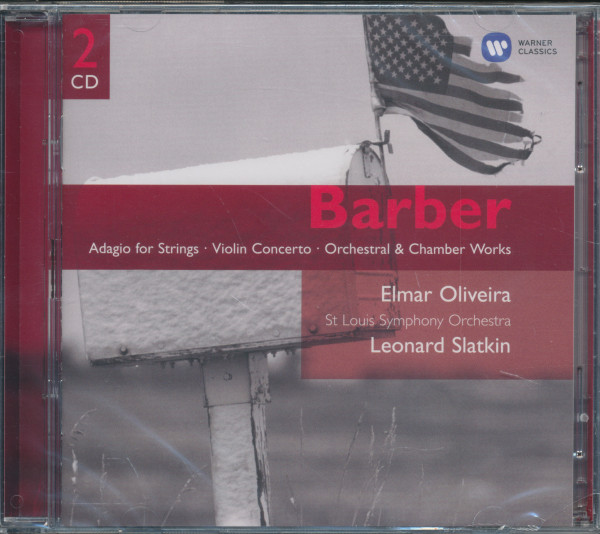 2
CD
WARNER
CLASSICS
Barber
Adagio for Strings · Violin Concerto · Orchestral & Chamber Works
Elmar Oliveira
St Louis Symphony Orchestra
Leonard Slatkin